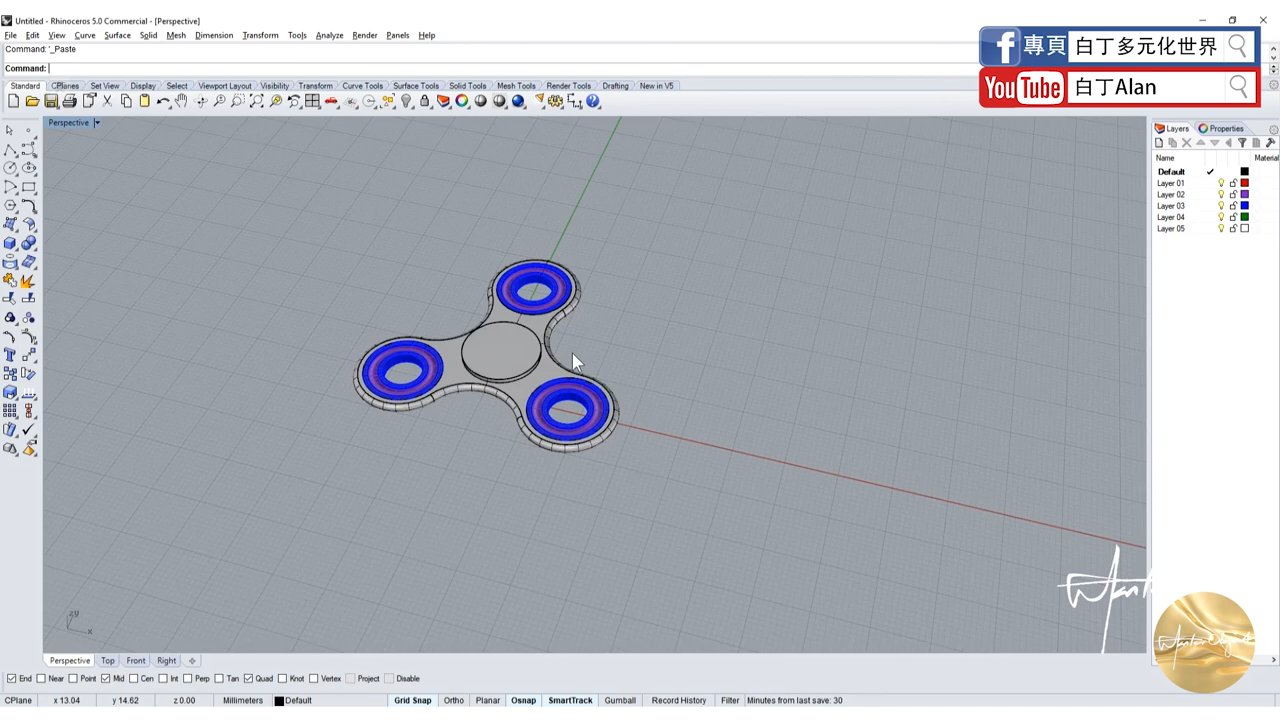 Untitled - Rhinoceros 5.0 Commercial - [Perspective]
File Edit View Curve Surface Solid Mesh Dimension Transform Tools Analyze Render Panels Help
Command: '_Paste
Command:
專頁 白丁多元化世界
YouTube 白丁Alan
Standard CPlanes Set View Display Select Viewport Layout Visibility Transform Curve Tools Surface Tools Solid Tools Mesh Tools Render Tools Drafting New in V5
Perspective
Layers Properties
Name Material
Default
Layer 01
Layer 02
Layer 03
Layer 04
Layer 05
x
Perspective Top Front Right
End Near Point Mid Cen Int Perp Tan Quad Knot Vertex Project Disable
CPlane x 13.04 y 14.62 z 0.00 Millimeters Default Grid Snap Ortho Planar Osnap SmartTrack Gumball Record History Filter Minutes from last save: 30